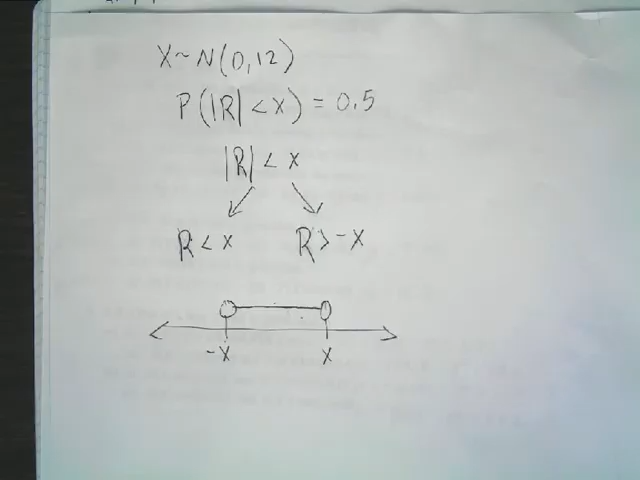 X~N(0,12)
P(|R|<x) = 0.5
|R| < x
R < x R > -x
-x x